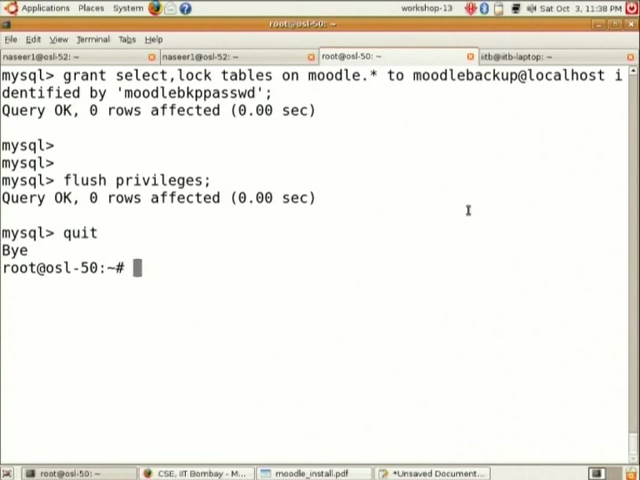 Applications Places System workshop-13 Sat Oct 3, 11:38 PM
root@osl-50: ~
File Edit View Terminal Tabs Help
naseer1@osl-52: ~ naseer1@osl-52: ~ root@osl-50: ~ iitb@iitb-laptop: ~
mysql> grant select,lock tables on moodle.* to moodlebackup@localhost i
dentified by 'moodlebkppasswd';
Query OK, 0 rows affected (0.00 sec)
mysql>
mysql>
mysql> flush privileges;
Query OK, 0 rows affected (0.00 sec)
mysql> quit
Bye
root@osl-50:~#
root@osl-50: ~ CSE, IIT Bombay - M... moodle_install.pdf *Unsaved Document...